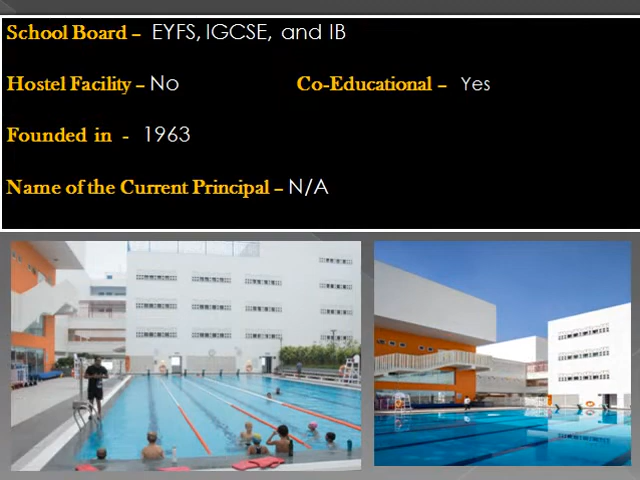 School Board – EYFS, IGCSE, and IB
Hostel Facility – No Co-Educational – Yes
Founded in - 1963
Name of the Current Principal – N/A